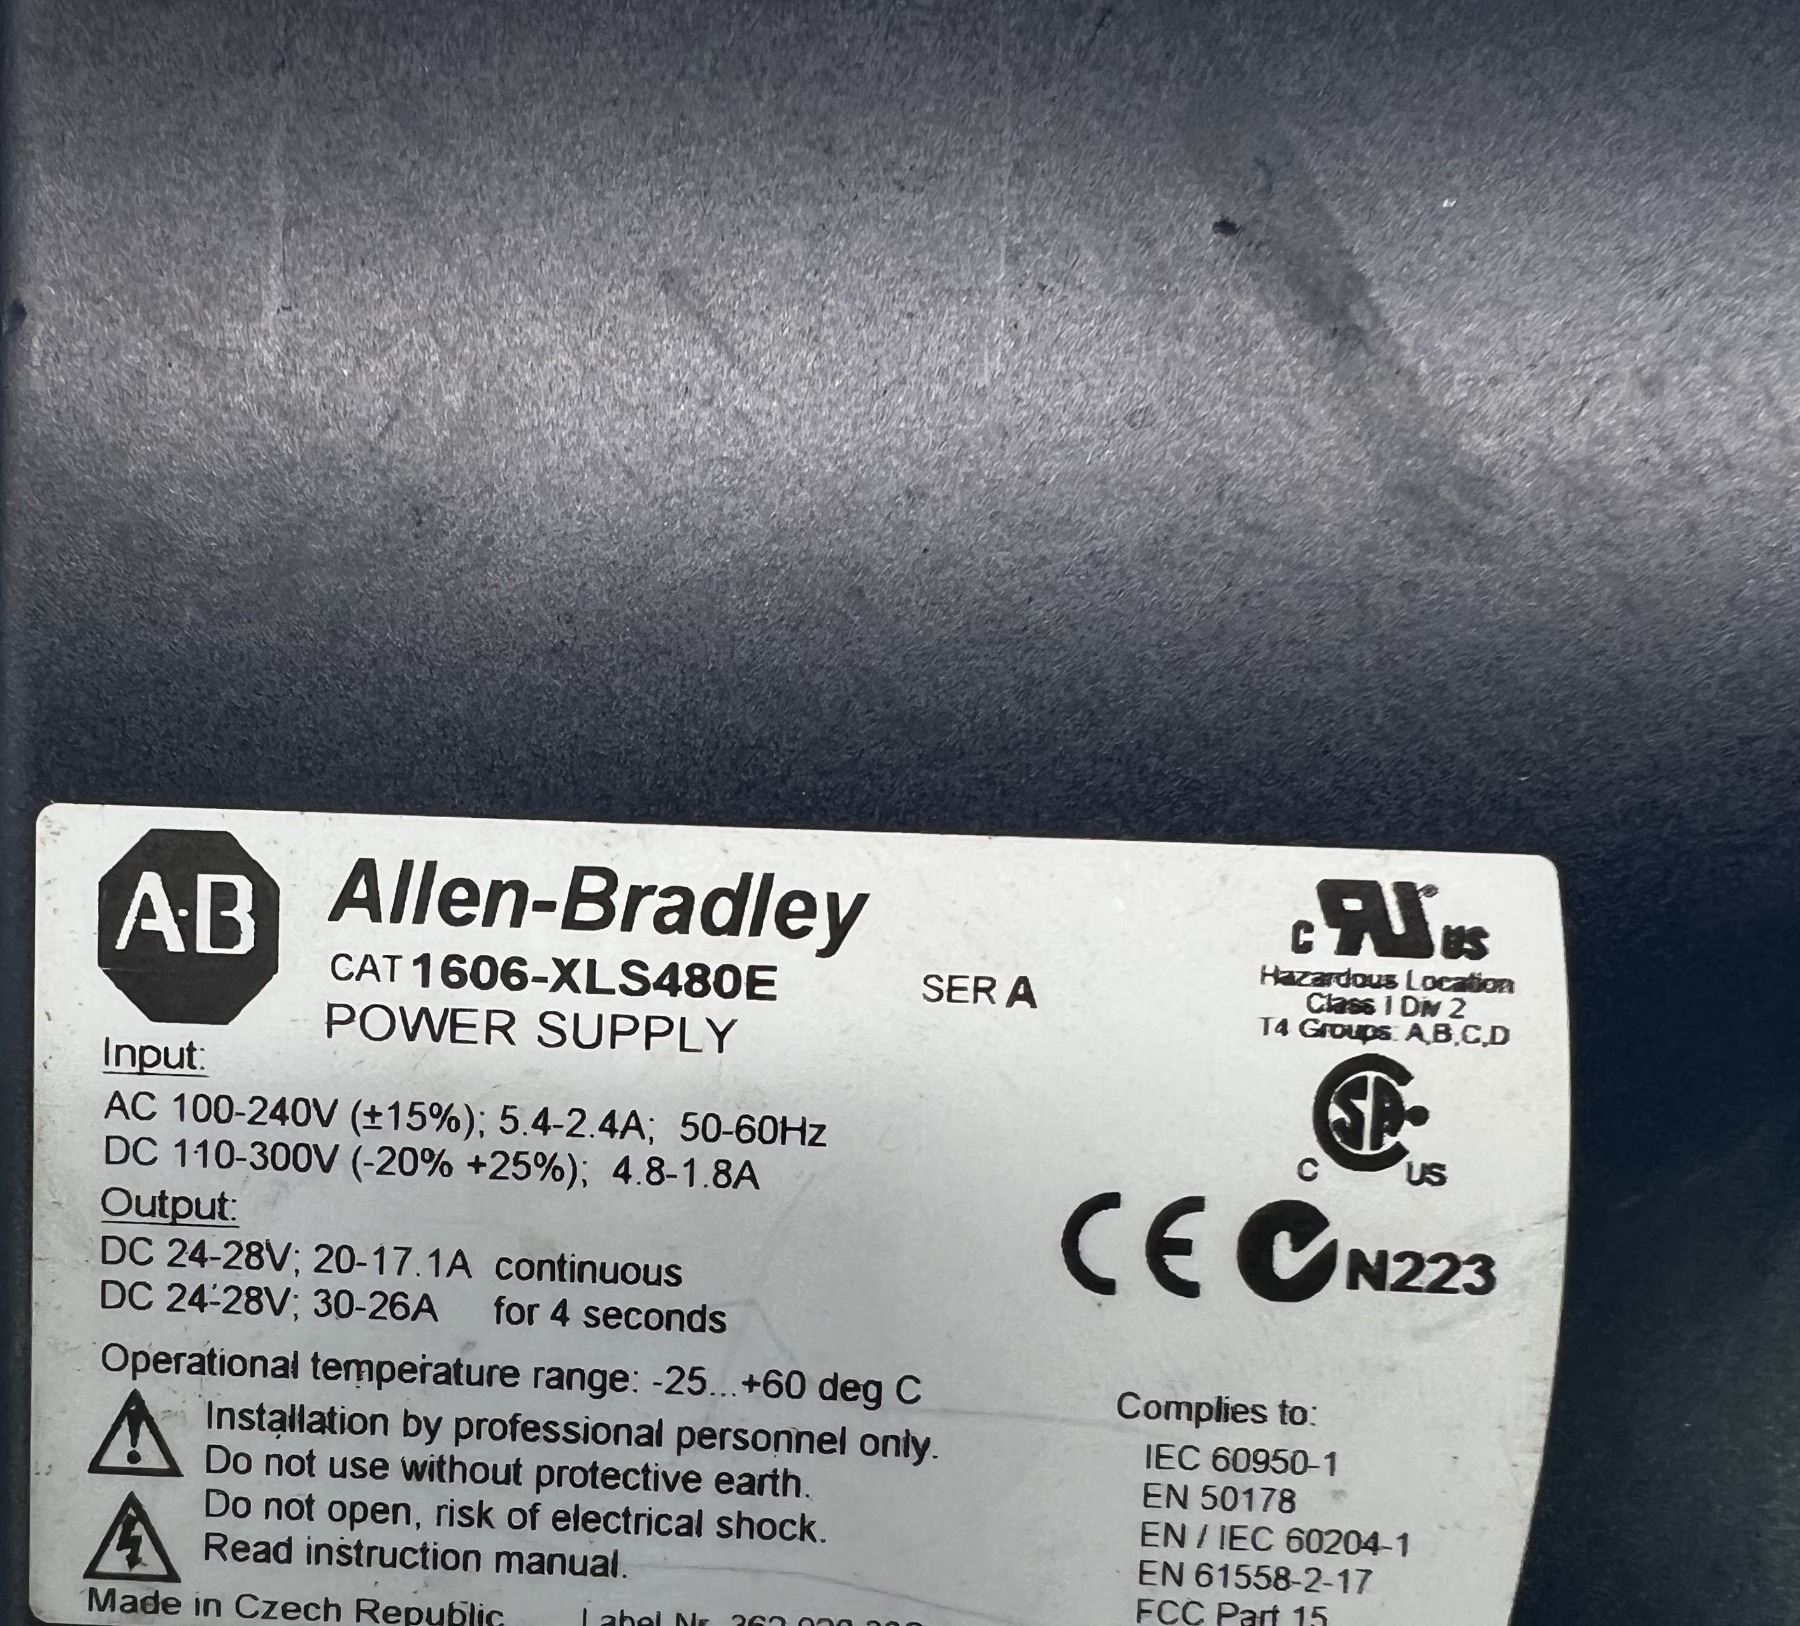 A·B
Allen-Bradley
CAT 1606-XLS480E SER A
POWER SUPPLY
Input:
AC 100-240V (±15%); 5.4-2.4A; 50-60Hz
DC 110-300V (-20% +25%); 4.8-1.8A
Output:
DC 24-28V; 20-17.1A continuous
DC 24-28V; 30-26A for 4 seconds
Operational temperature range: -25...+60 deg C
Installation by professional personnel only.
Do not use without protective earth.
Do not open, risk of electrical shock.
Read instruction manual.
Made in Czech Republic Label Nr.
C RU ® US
Hazardous Location
Class I Div 2
T4 Groups: A,B,C,D
SA
C US
CE N223
Complies to:
IEC 60950-1
EN 50178
EN / IEC 60204-1
EN 61558-2-17
FCC Part 15